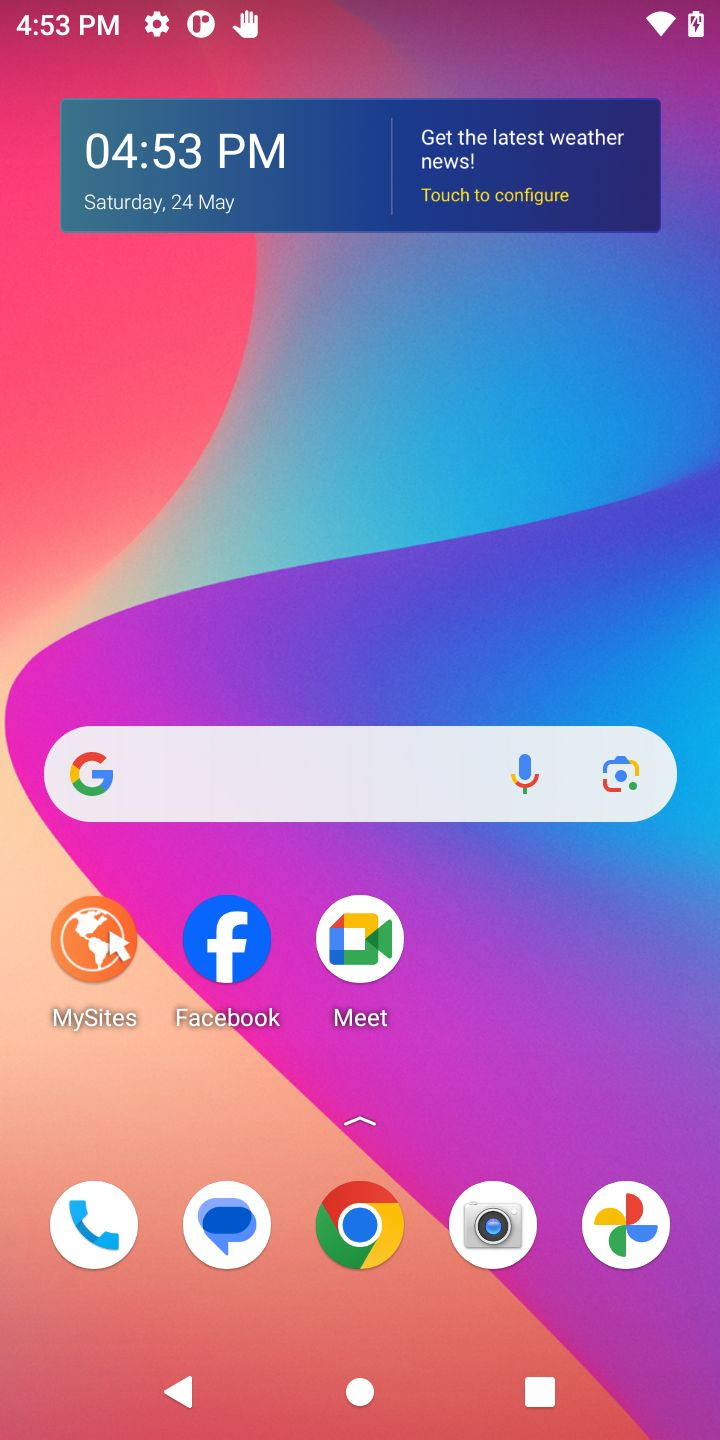 4:53 PM
04:53 PM
Saturday, 24 May
Get the latest weather
news!
Touch to configure
MySites
Facebook
Meet